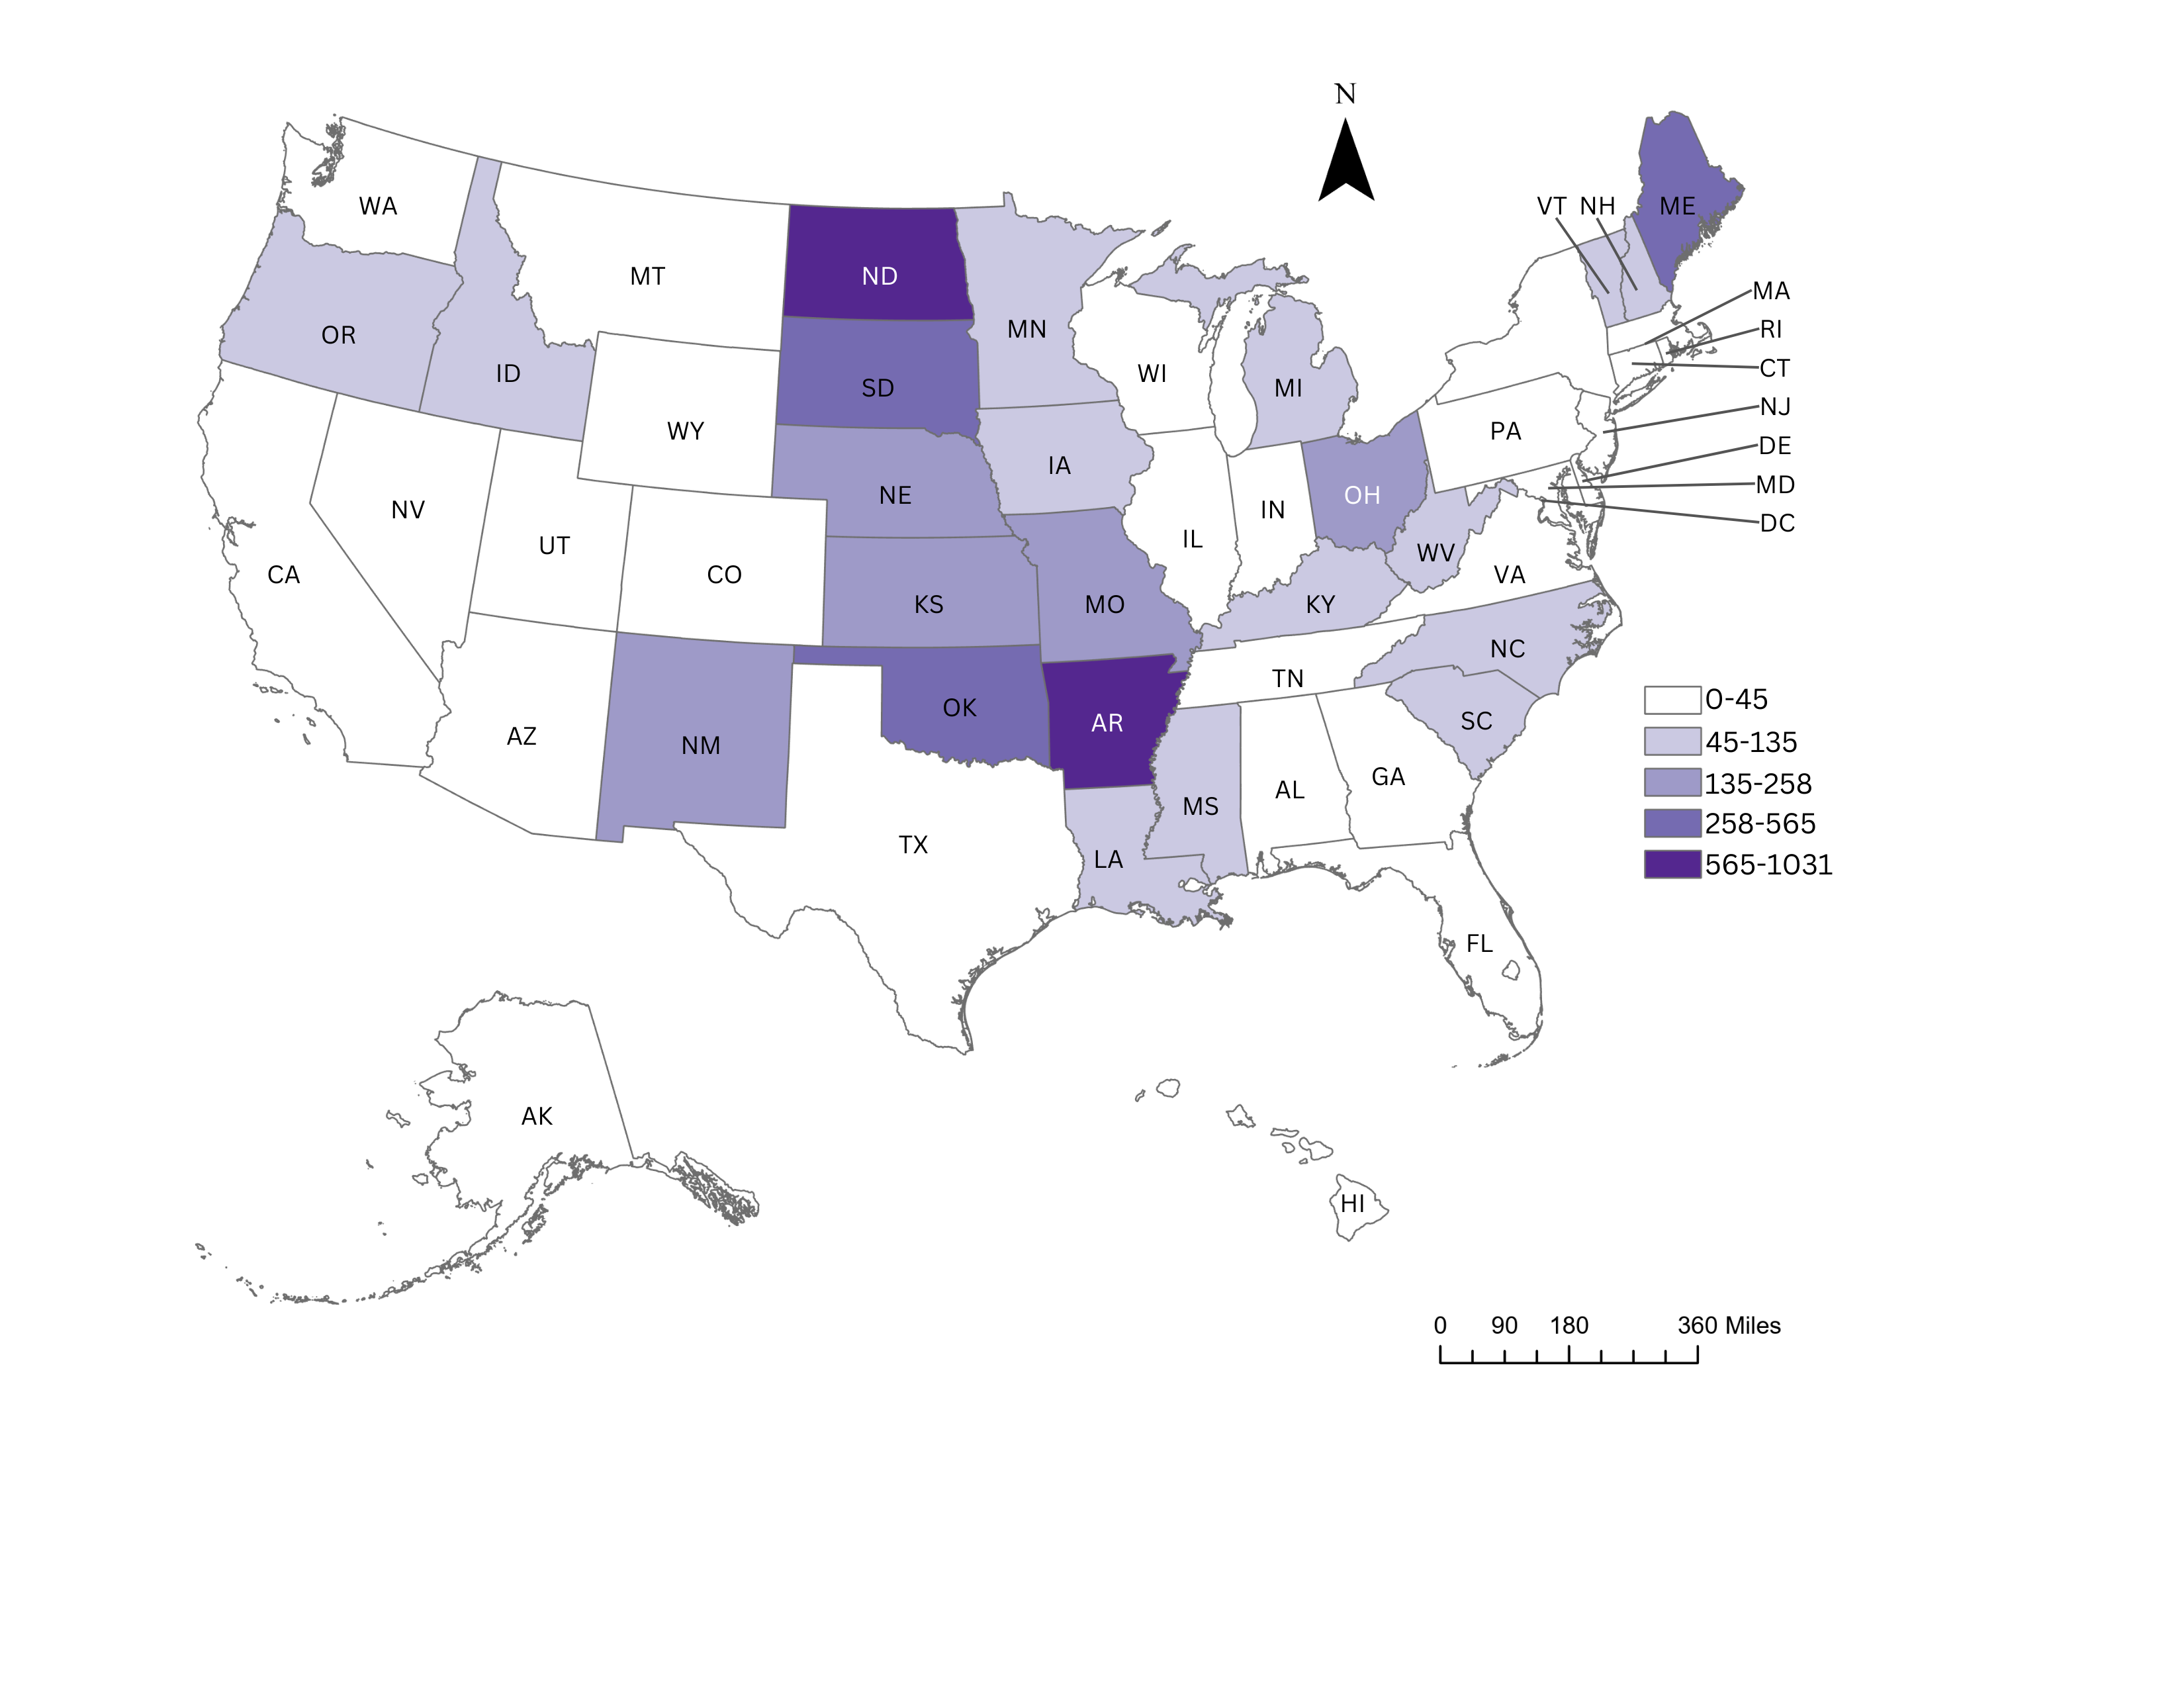 N
WA
VT NH ME
MT
ND
MA
OR
MN
RI
ID
SD
WI
MI
CT
WY
PA
NJ
IA
DE
NE
OH
MD
NV
IN
DC
UT
IL
WV
CA
CO
VA
KS
MO
KY
NC
TN
0-45
OK
SC
AR
AZ
NM
45-135
GA
135-258
AL
MS
258-565
TX
LA
565-1031
FL
AK
HI
0 90 180 360 Miles